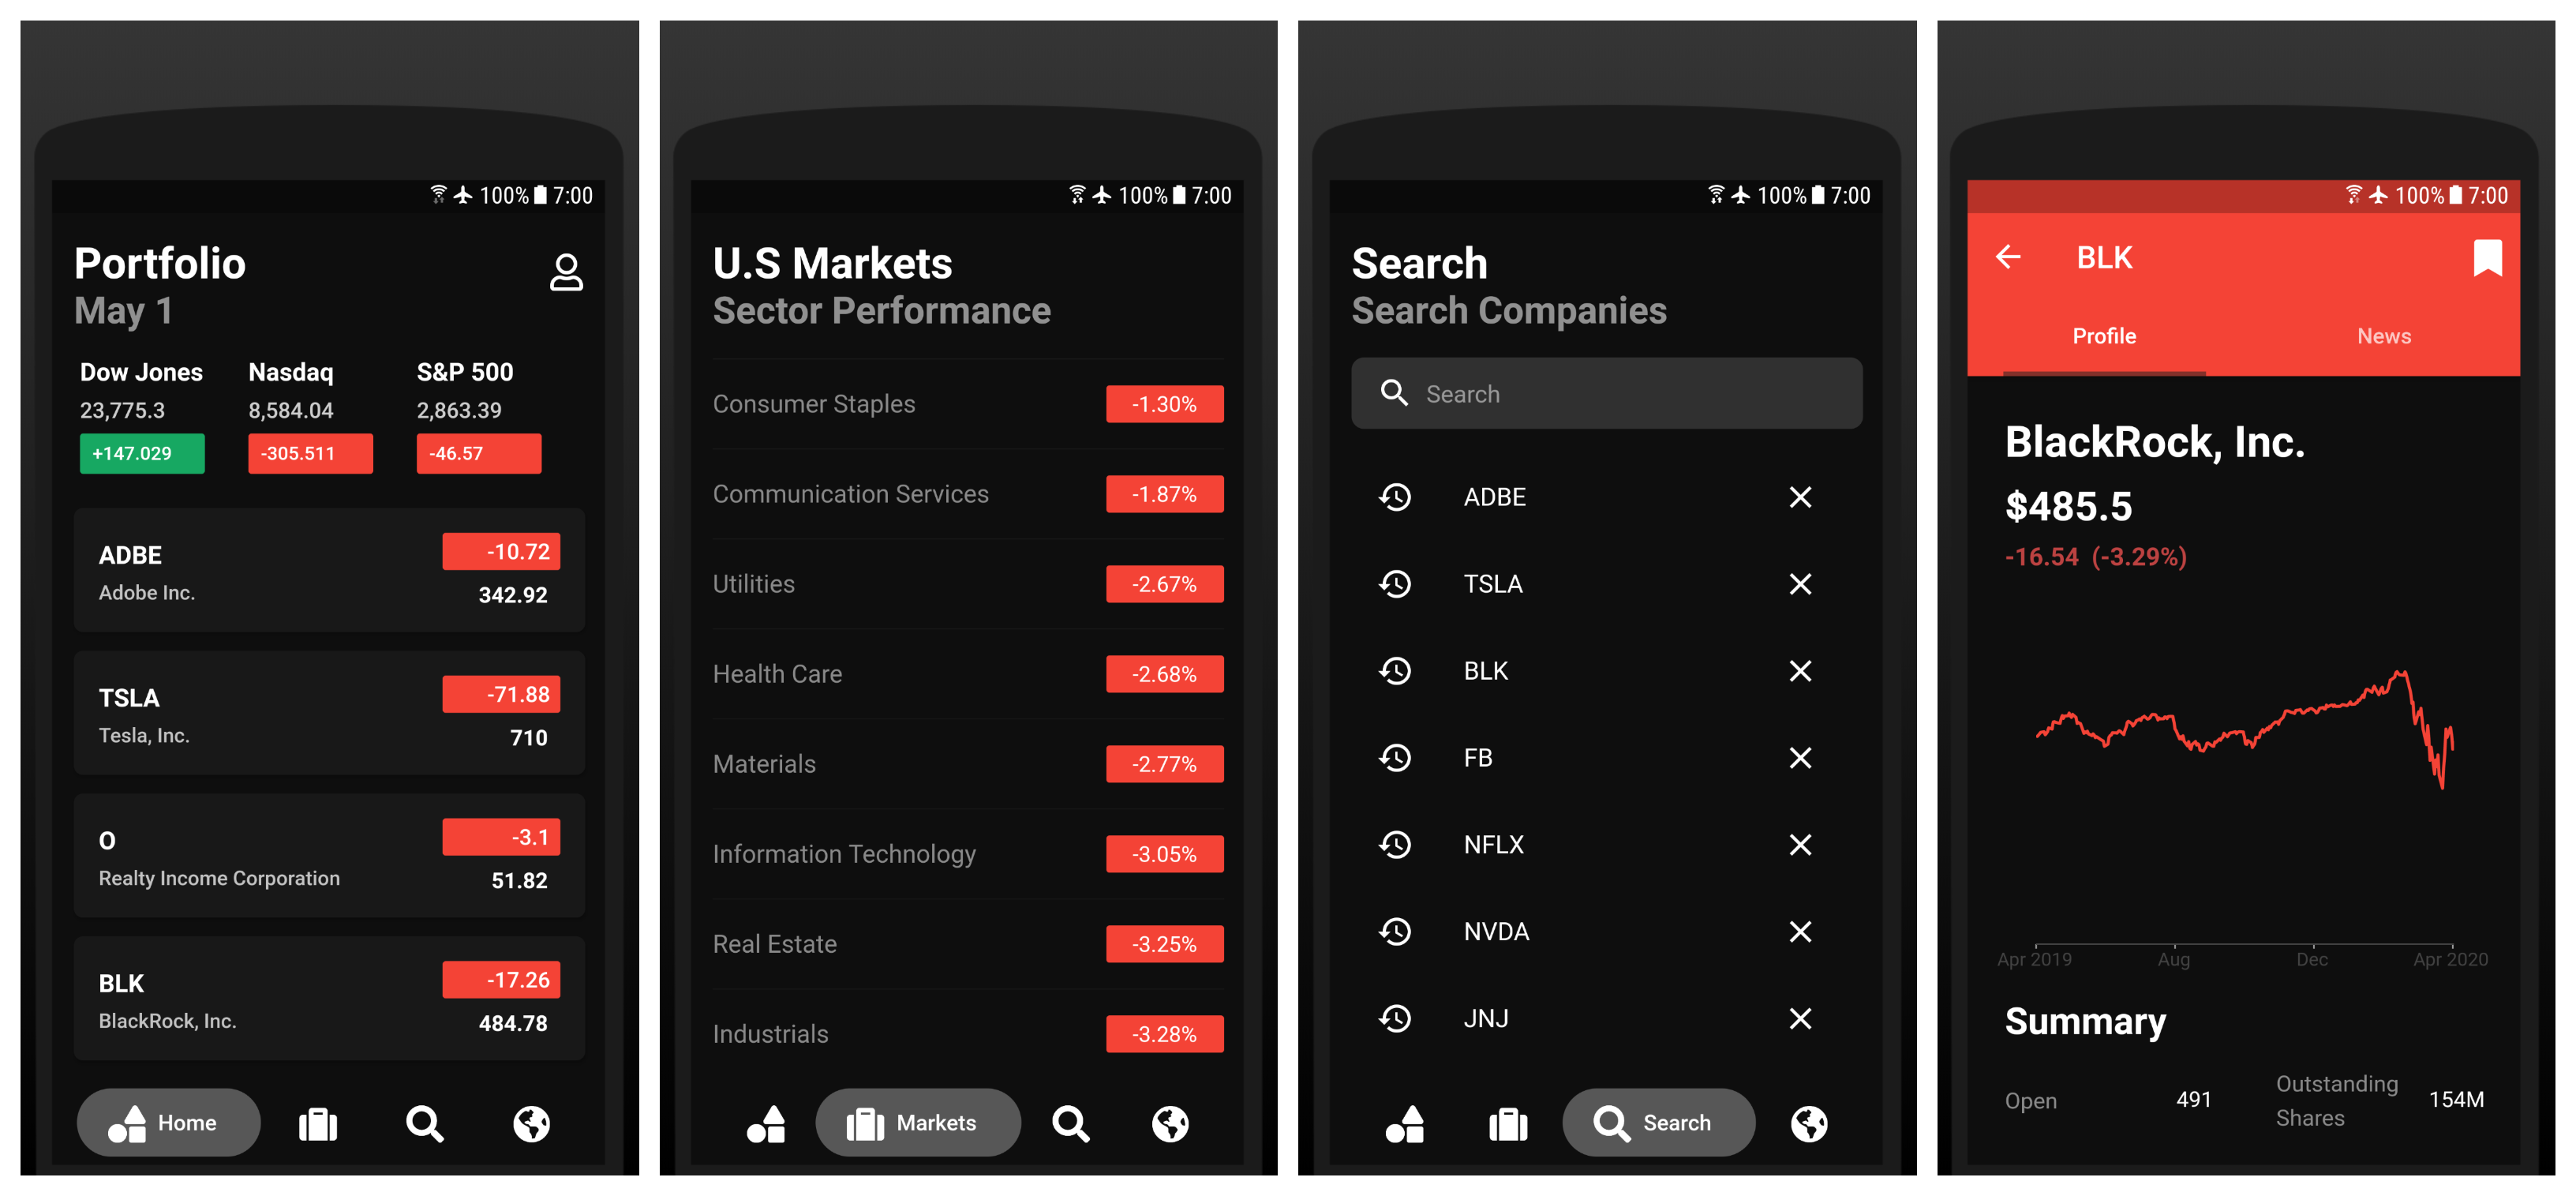 100% 7:00
Portfolio
May 1
Dow Jones Nasdaq S&P 500
23,775.3 8,584.04 2,863.39
+147.029 -305.511 -46.57
ADBE -10.72
Adobe Inc. 342.92
TSLA -71.88
Tesla, Inc. 710
O -3.1
Realty Income Corporation 51.82
BLK -17.26
BlackRock, Inc. 484.78
Home
100% 7:00
U.S Markets
Sector Performance
Consumer Staples -1.30%
Communication Services -1.87%
Utilities -2.67%
Health Care -2.68%
Materials -2.77%
Information Technology -3.05%
Real Estate -3.25%
Industrials -3.28%
Markets
100% 7:00
Search
Search Companies
Search
ADBE
TSLA
BLK
FB
NFLX
NVDA
JNJ
Search
100% 7:00
BLK
Profile News
BlackRock, Inc.
$485.5
-16.54 (-3.29%)
Apr 2019 Aug Dec Apr 2020
Summary
Open 491 Outstanding Shares 154M